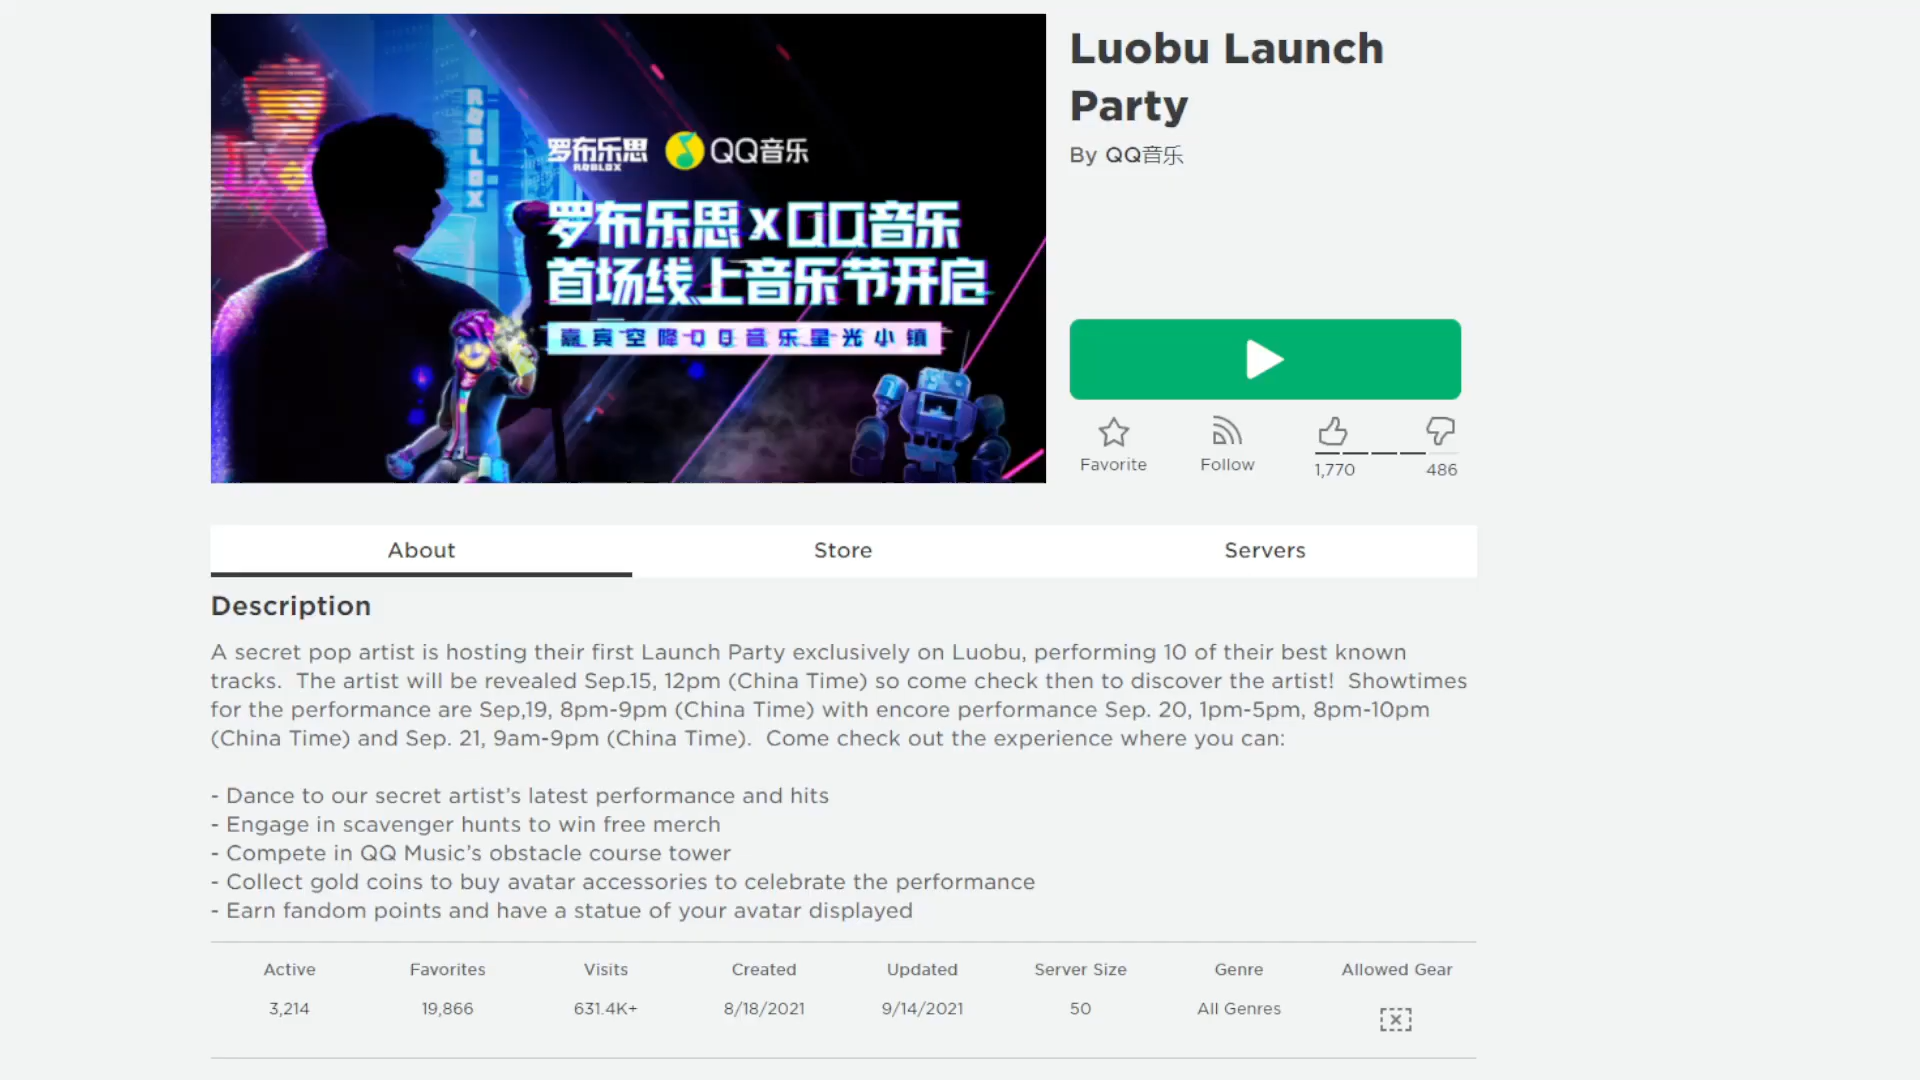 罗布乐思
ROBLOX
QQ音乐
ROBLOX
罗布乐思XQQ音乐
首场线上音乐节开启
嘉宾空降QQ音乐星光小镇
Luobu Launch
Party
By QQ音乐
Favorite
Follow
1,770
486
About
Store
Servers
Description
A secret pop artist is hosting their first Launch Party exclusively on Luobu, performing 10 of their best known
tracks.  The artist will be revealed Sep.15, 12pm (China Time) so come check then to discover the artist!  Showtimes
for the performance are Sep,19, 8pm-9pm (China Time) with encore performance Sep. 20, 1pm-5pm, 8pm-10pm
(China Time) and Sep. 21, 9am-9pm (China Time).  Come check out the experience where you can:
- Dance to our secret artist’s latest performance and hits
- Engage in scavenger hunts to win free merch
- Compete in QQ Music’s obstacle course tower
- Collect gold coins to buy avatar accessories to celebrate the performance
- Earn fandom points and have a statue of your avatar displayed
Active Favorites Visits Created Updated Server Size Genre Allowed Gear
3,214 19,866 631.4K+ 8/18/2021 9/14/2021 50 All Genres